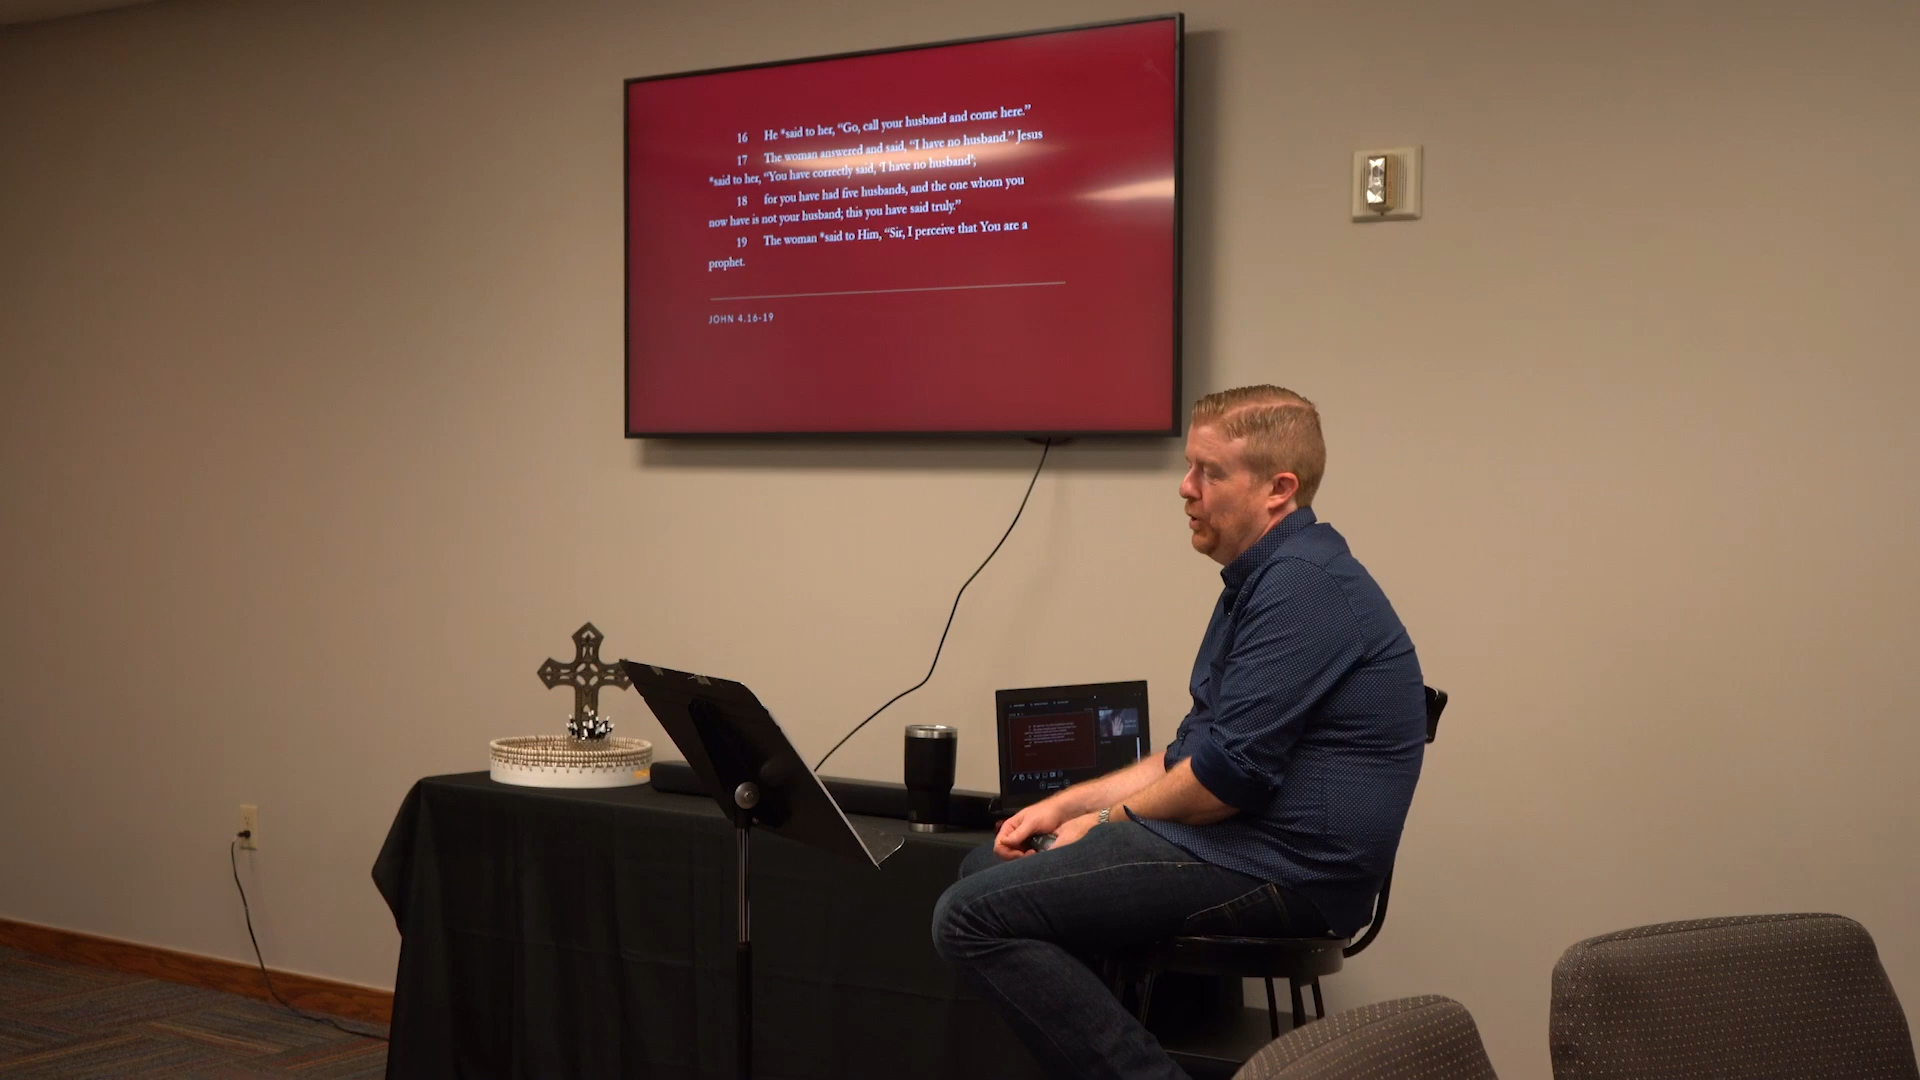 16 He *said to her, “Go, call your husband and come here.”
17 The woman answered and said, “I have no husband.” Jesus
*said to her, “You have correctly said, ‘I have no husband’;
18 for you have had five husbands, and the one whom you
now have is not your husband; this you have said truly.”
19 The woman *said to Him, “Sir, I perceive that You are a
prophet.
JOHN 4.16-19